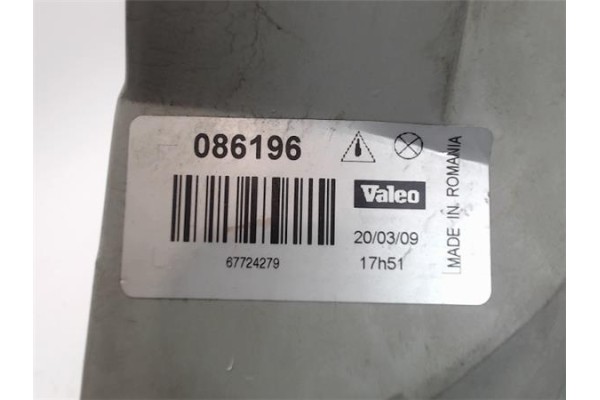 086196
Valeo
20/03/09
67724279
17h51
MADE IN ROMANIA